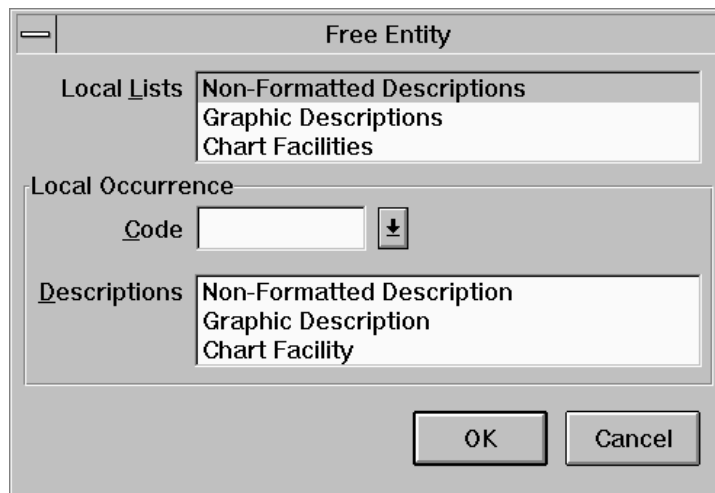 Free Entity
Local Lists
Non-Formatted Descriptions
Graphic Descriptions
Chart Facilities
Local Occurrence
Code
Descriptions
Non-Formatted Description
Graphic Description
Chart Facility
OK
Cancel